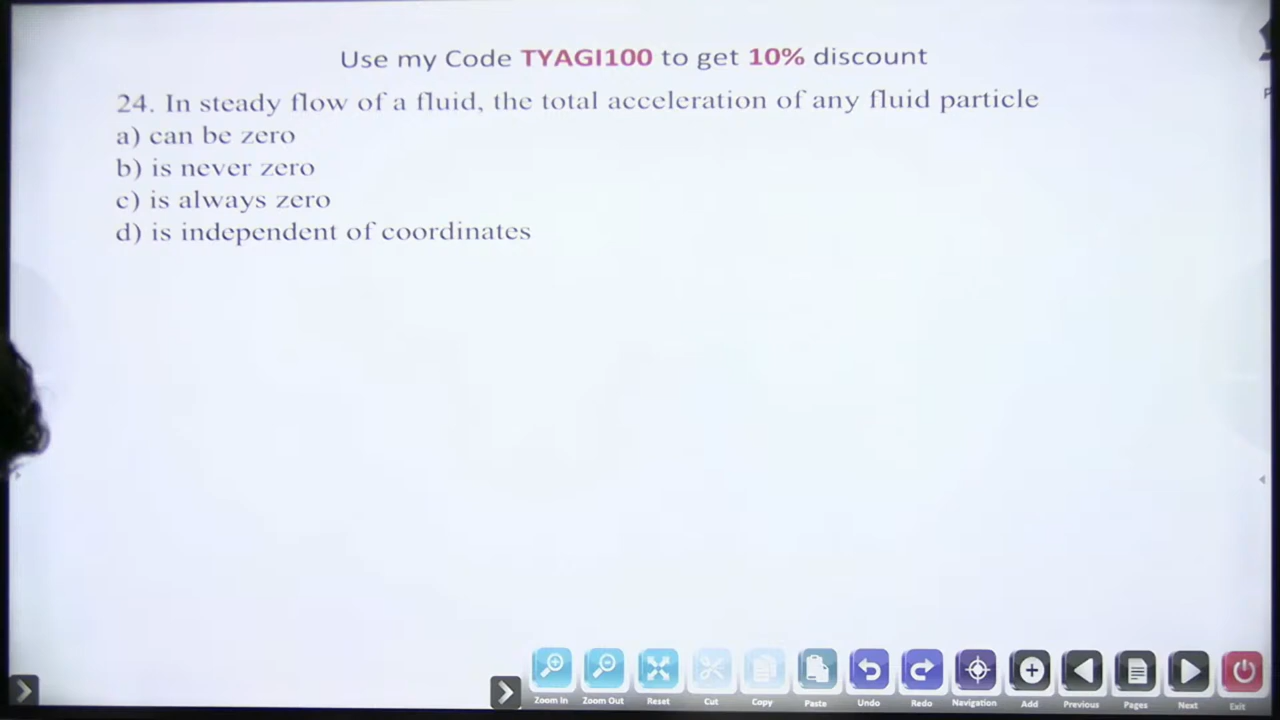 Use my Code TYAGI100 to get 10% discount
24. In steady flow of a fluid, the total acceleration of any fluid particle
a) can be zero
b) is never zero
c) is always zero
d) is independent of coordinates
Zoom In Zoom Out Reset Cut Copy Paste Undo Redo Navigation Add Previous Pages Next Exit